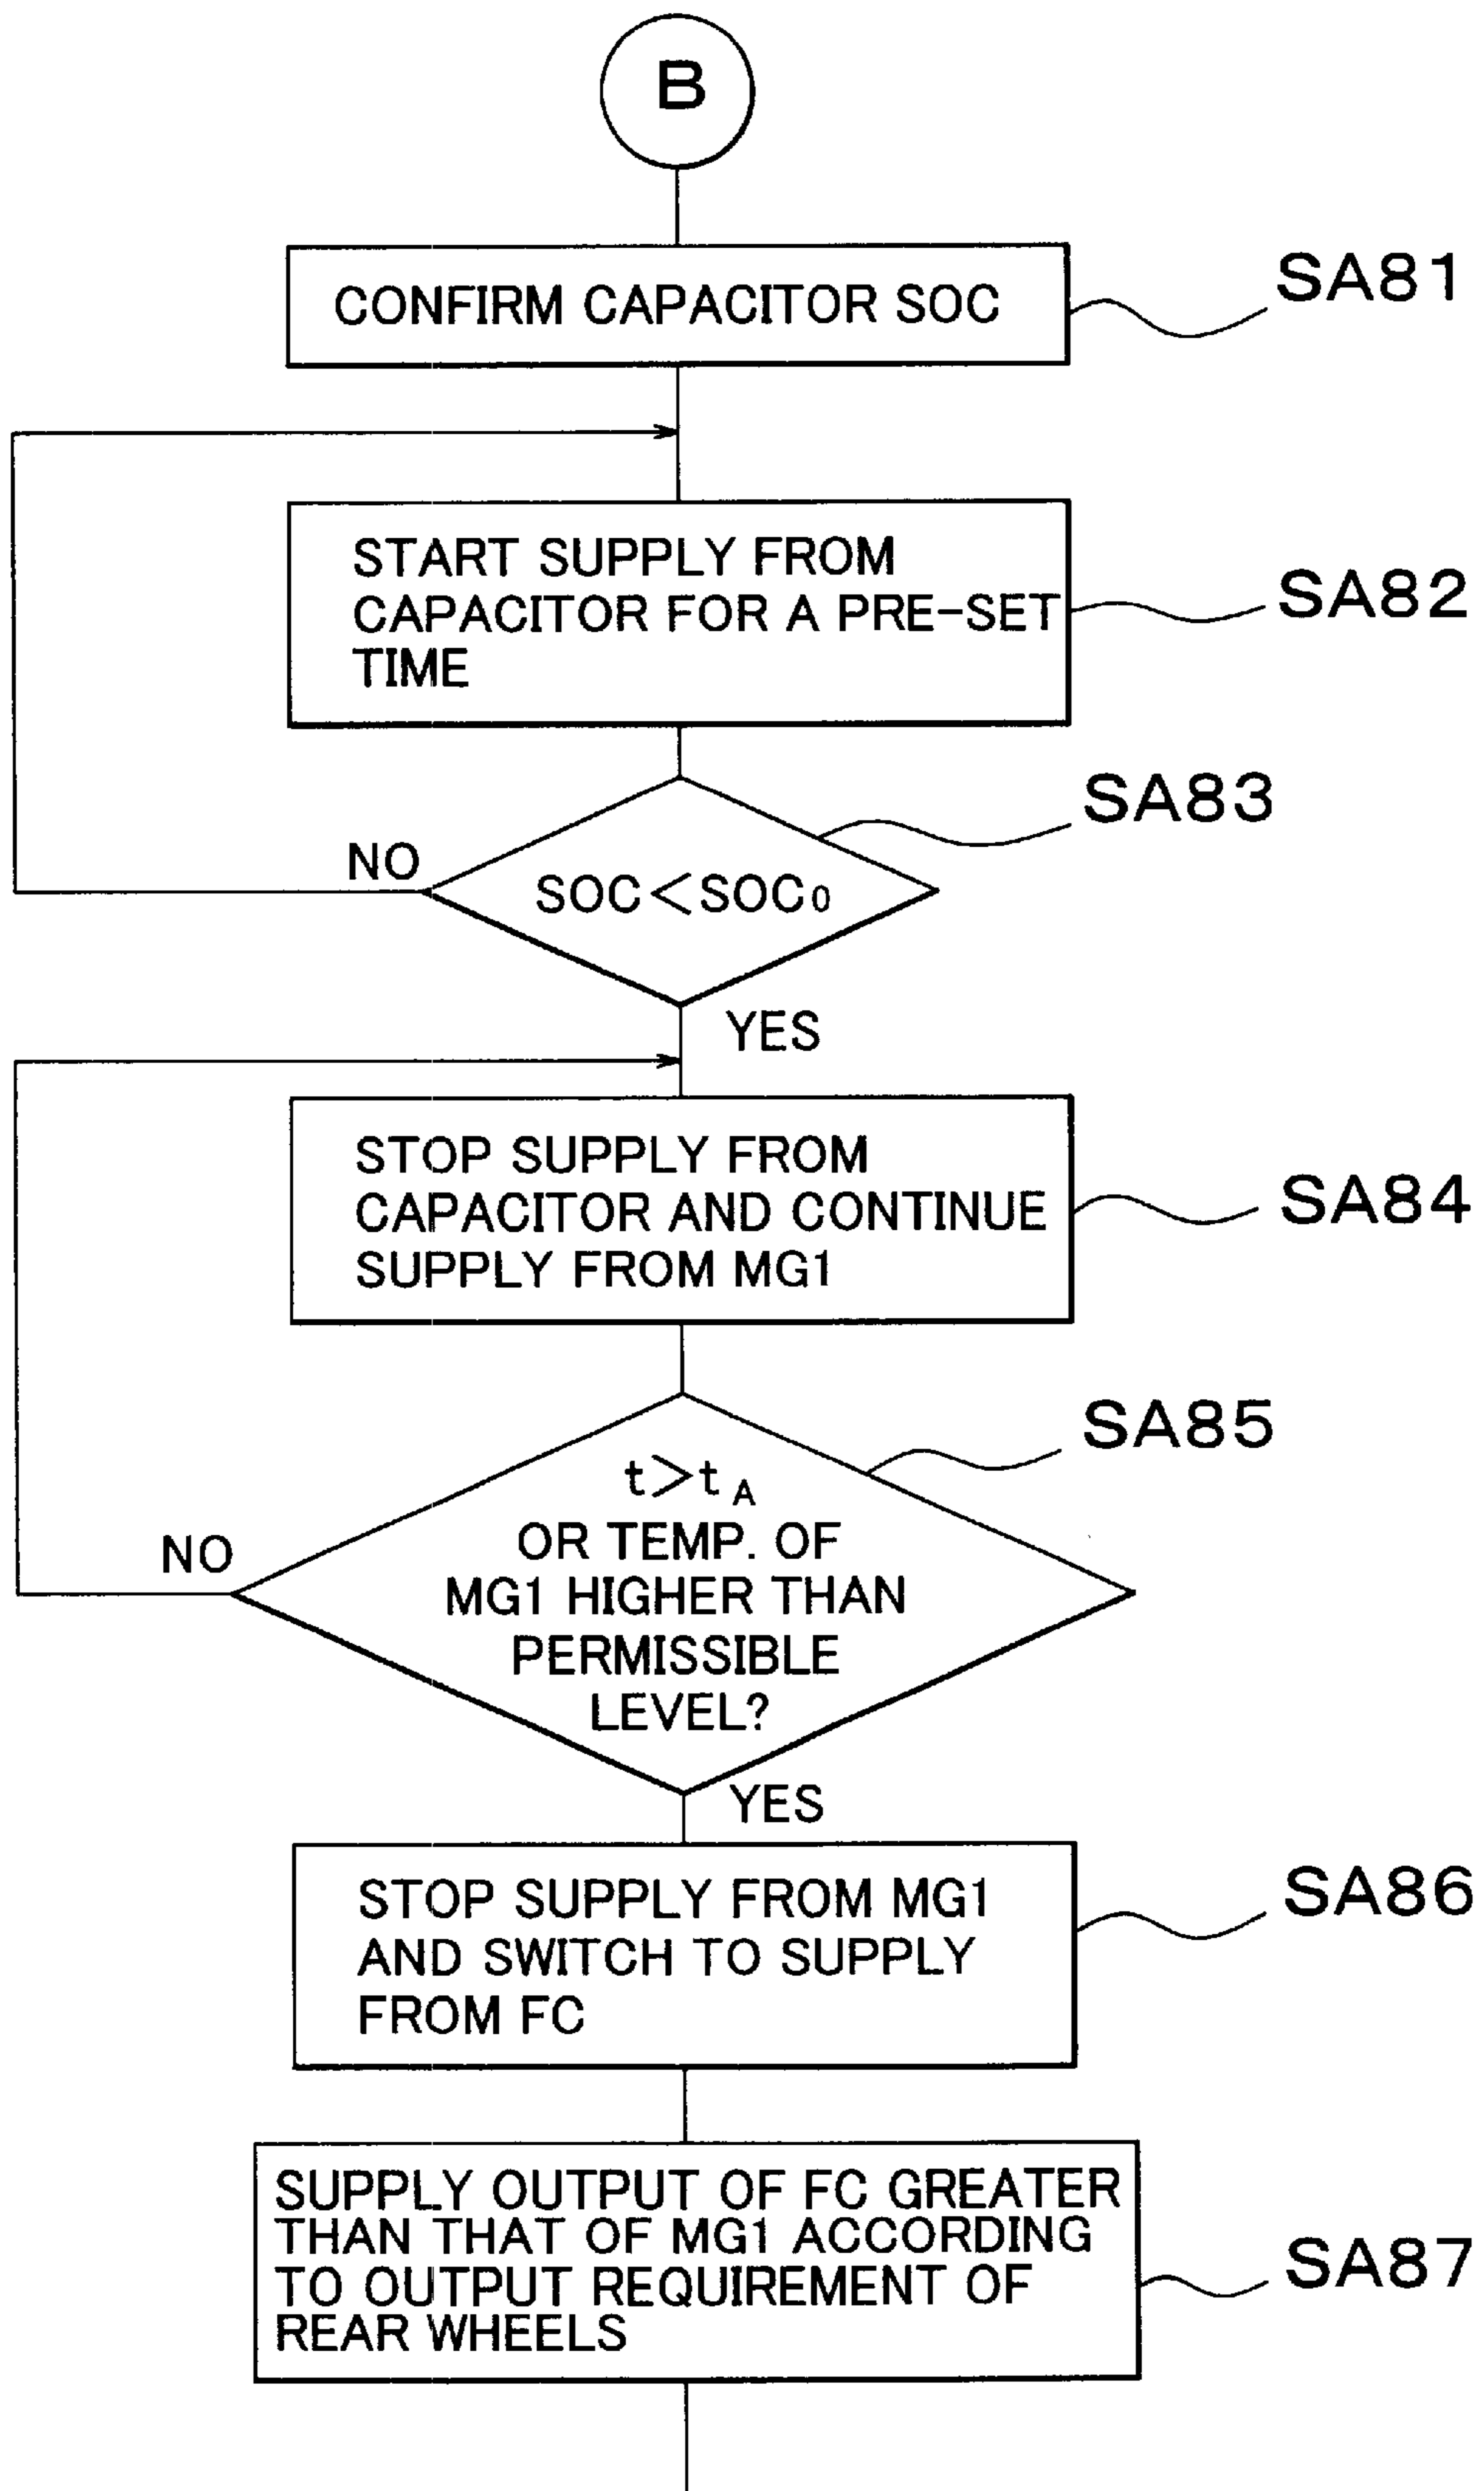 B
CONFIRM CAPACITOR SOC
SA81
START SUPPLY FROM
CAPACITOR FOR A PRE-SET
TIME
SA82
SA83
NO
SOC<SOC₀
YES
STOP SUPPLY FROM
CAPACITOR AND CONTINUE
SUPPLY FROM MG1
SA84
SA85
t>t A
OR TEMP. OF
MG1 HIGHER THAN
PERMISSIBLE
LEVEL?
NO
YES
STOP SUPPLY FROM MG1
AND SWITCH TO SUPPLY
FROM FC
SA86
SUPPLY OUTPUT OF FC GREATER
THAN THAT OF MG1 ACCORDING
TO OUTPUT REQUIREMENT OF
REAR WHEELS
SA87